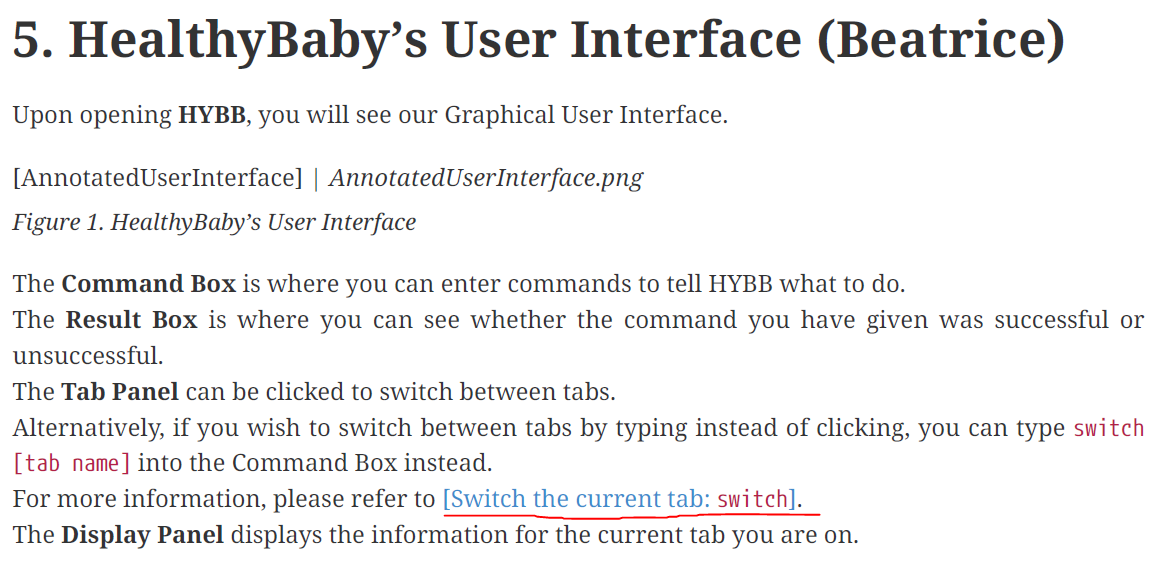 5. HealthyBaby’s User Interface (Beatrice)
Upon opening HYBB, you will see our Graphical User Interface.
[AnnotatedUserInterface] | AnnotatedUserInterface.png
Figure 1. HealthyBaby’s User Interface
The Command Box is where you can enter commands to tell HYBB what to do.
The Result Box is where you can see whether the command you have given was successful or
unsuccessful.
The Tab Panel can be clicked to switch between tabs.
Alternatively, if you wish to switch between tabs by typing instead of clicking, you can type switch
[tab name] into the Command Box instead.
For more information, please refer to [Switch the current tab: switch].
The Display Panel displays the information for the current tab you are on.